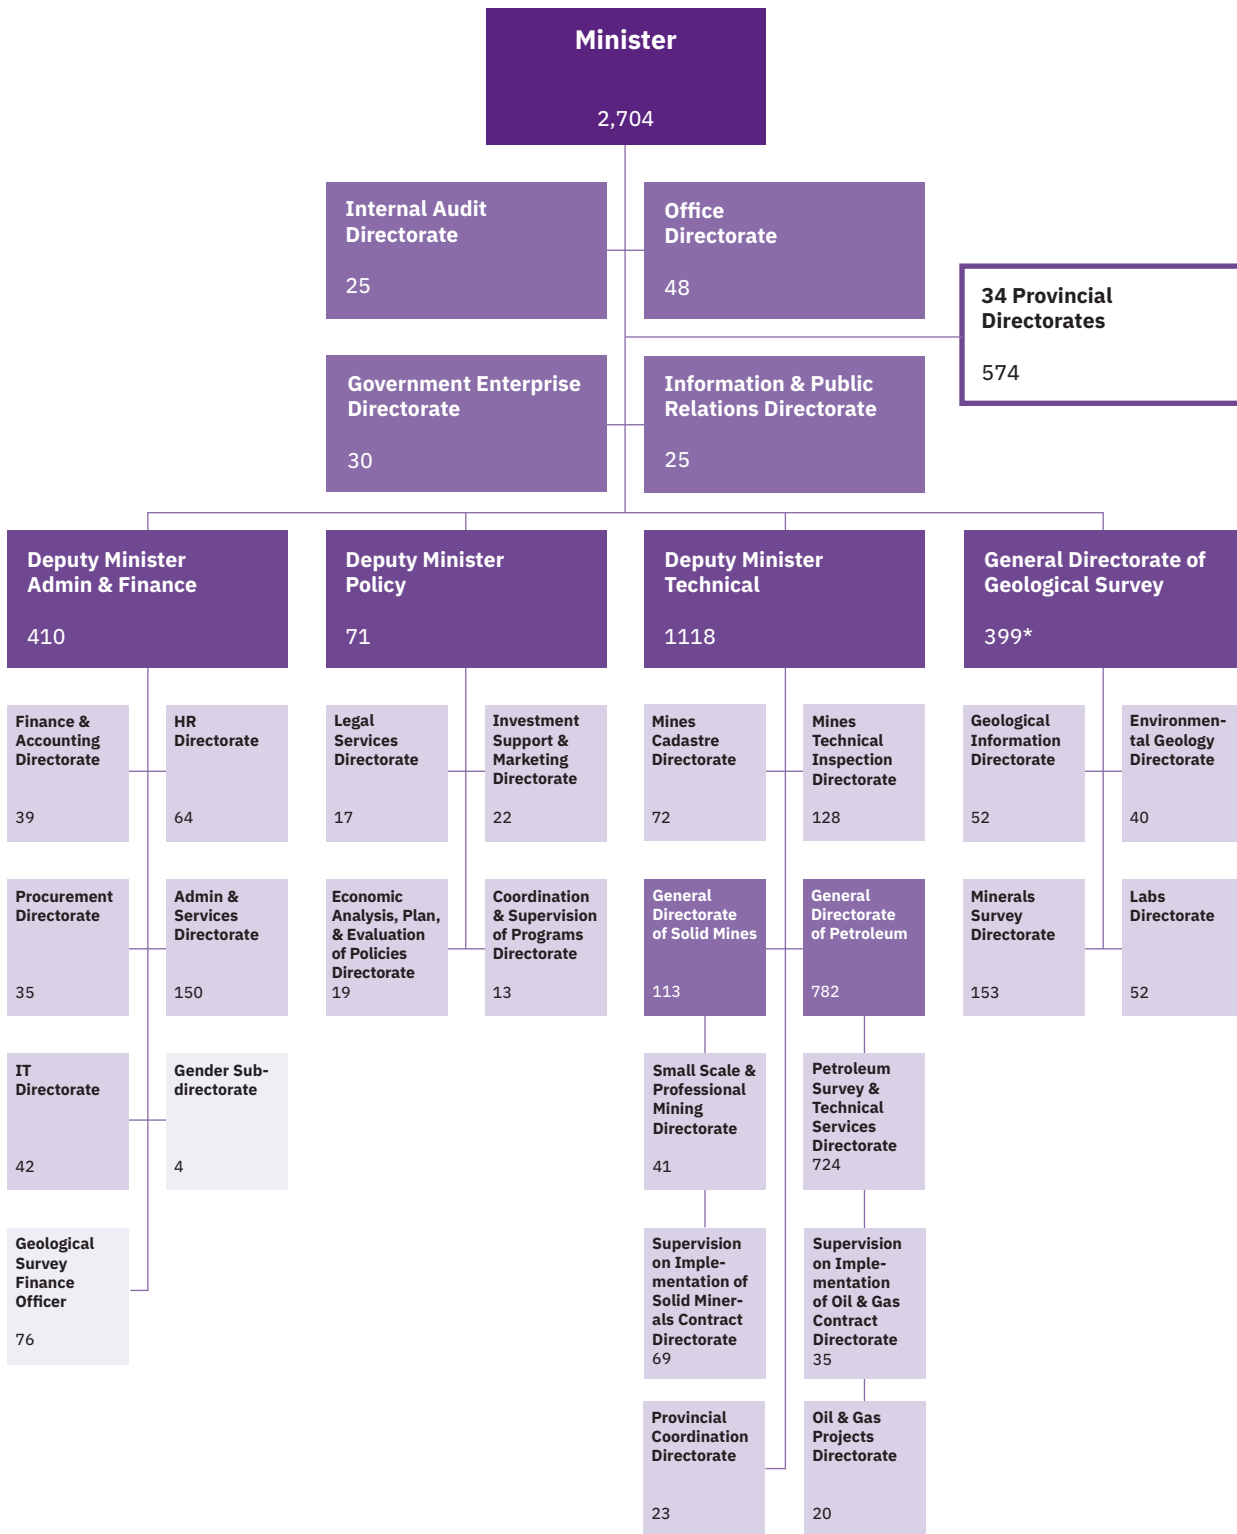 Minister
2,704
Internal Audit
Directorate
25
Office
Directorate
48
34 Provincial
Directorates
574
Government Enterprise
Directorate
30
Information & Public
Relations Directorate
25
Deputy Minister
Admin & Finance
410
Deputy Minister
Policy
71
Deputy Minister
Technical
1118
General Directorate of
Geological Survey
399*
Finance &
Accounting
Directorate
39
HR
Directorate
64
Legal
Services
Directorate
17
Investment
Support &
Marketing
Directorate
22
Mines
Cadastre
Directorate
72
Mines
Technical
Inspection
Directorate
128
Geological
Information
Directorate
52
Environmen-
tal Geology
Directorate
40
Procurement
Directorate
35
Admin &
Services
Directorate
150
Economic
Analysis, Plan,
& Evaluation
of Policies
Directorate
19
Coordination
& Supervision
of Programs
Directorate
13
General
Directorate
of Solid Mines
113
General
Directorate
of Petroleum
782
Minerals
Survey
Directorate
153
Labs
Directorate
52
IT
Directorate
42
Gender Sub-
directorate
4
Small Scale &
Professional
Mining
Directorate
41
Petroleum
Survey &
Technical
Services
Directorate
724
Geological
Survey
Finance
Officer
76
Supervision
on Imple-
mentation of
Solid Miner-
als Contract
Directorate
69
Supervision
on Imple-
mentation
of Oil & Gas
Contract
Directorate
35
Provincial
Coordination
Directorate
23
Oil & Gas
Projects
Directorate
20